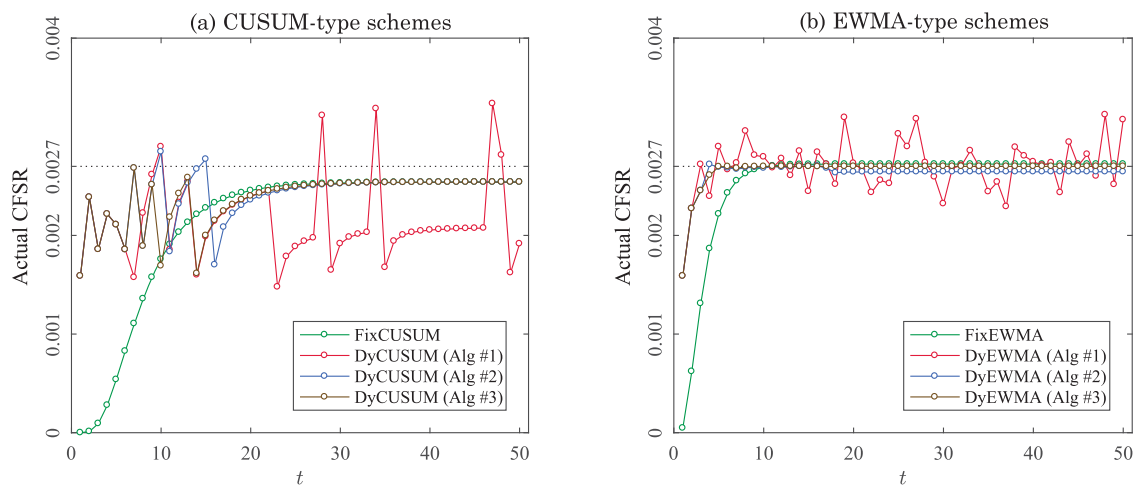 (a) CUSUM-type schemes
0.004
0.0027
0.002
0.001
0
Actual CFSR
0
10
20
30
40
50
t
FixCUSUM
DyCUSUM (Alg #1)
DyCUSUM (Alg #2)
DyCUSUM (Alg #3)
(b) EWMA-type schemes
0.004
0.0027
0.002
0.001
0
Actual CFSR
0
10
20
30
40
50
t
FixEWMA
DyEWMA (Alg #1)
DyEWMA (Alg #2)
DyEWMA (Alg #3)